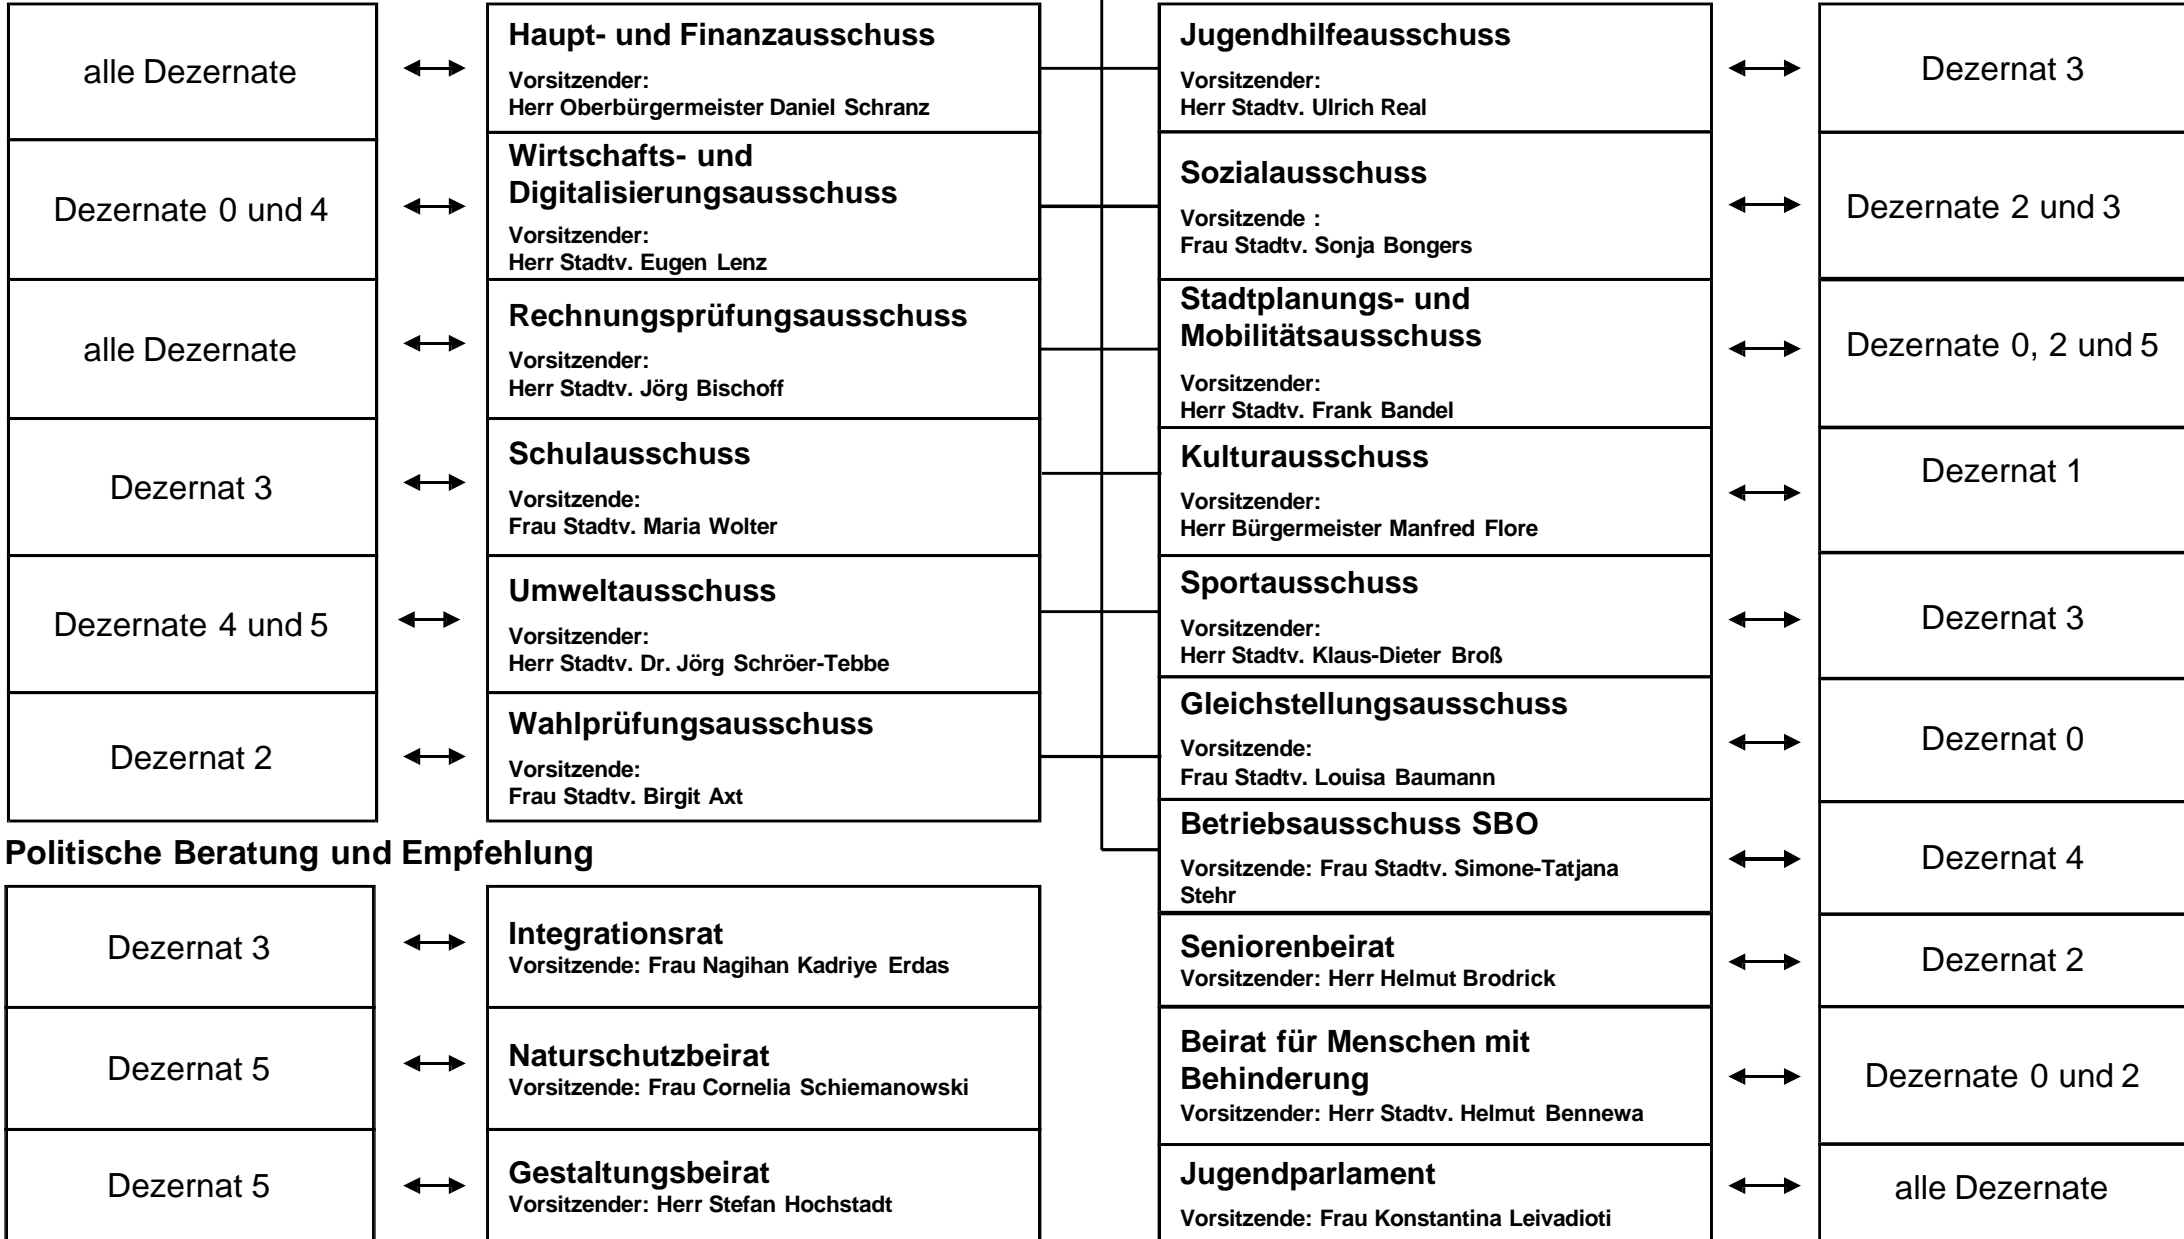 alle Dezernate
Haupt- und Finanzausschuss
Vorsitzender:
Herr Oberbürgermeister Daniel Schranz
Dezernate 0 und 4
Wirtschafts- und
Digitalisierungsausschuss
Vorsitzender:
Herr Stadtv. Eugen Lenz
alle Dezernate
Rechnungsprüfungsausschuss
Vorsitzender:
Herr Stadtv. Jörg Bischoff
Dezernat 3
Schulausschuss
Vorsitzende:
Frau Stadtv. Maria Wolter
Dezernate 4 und 5
Umweltausschuss
Vorsitzender:
Herr Stadtv. Dr. Jörg Schröer-Tebbe
Dezernat 2
Wahlprüfungsausschuss
Vorsitzende:
Frau Stadtv. Birgit Axt
Jugendhilfeausschuss
Vorsitzender:
Herr Stadtv. Ulrich Real
Dezernat 3
Sozialausschuss
Vorsitzende :
Frau Stadtv. Sonja Bongers
Dezernate 2 und 3
Stadtplanungs- und
Mobilitätsausschuss
Vorsitzender:
Herr Stadtv. Frank Bandel
Dezernate 0, 2 und 5
Kulturausschuss
Vorsitzender:
Herr Bürgermeister Manfred Flore
Dezernat 1
Sportausschuss
Vorsitzender:
Herr Stadtv. Klaus-Dieter Broß
Dezernat 3
Gleichstellungsausschuss
Vorsitzende:
Frau Stadtv. Louisa Baumann
Dezernat 0
Betriebsausschuss SBO
Vorsitzende: Frau Stadtv. Simone-Tatjana
Stehr
Dezernat 4
Politische Beratung und Empfehlung
Dezernat 3
Integrationsrat
Vorsitzende: Frau Nagihan Kadriye Erdas
Dezernat 5
Naturschutzbeirat
Vorsitzende: Frau Cornelia Schiemanowski
Dezernat 5
Gestaltungsbeirat
Vorsitzender: Herr Stefan Hochstadt
Seniorenbeirat
Vorsitzender: Herr Helmut Brodrick
Dezernat 2
Beirat für Menschen mit
Behinderung
Vorsitzender: Herr Stadtv. Helmut Bennewa
Dezernate 0 und 2
Jugendparlament
Vorsitzende: Frau Konstantina Leivadioti
alle Dezernate